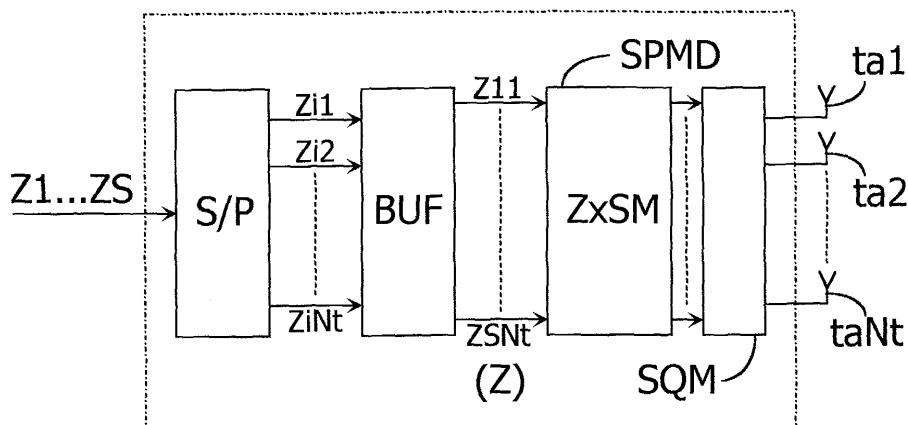 SPMD
ta1
Zi1
Z11
Zi2
Z1...ZS
S/P
BUF
ZxSM
ta2
ZiNt
ZSNt
taNt
(Z)
SQM